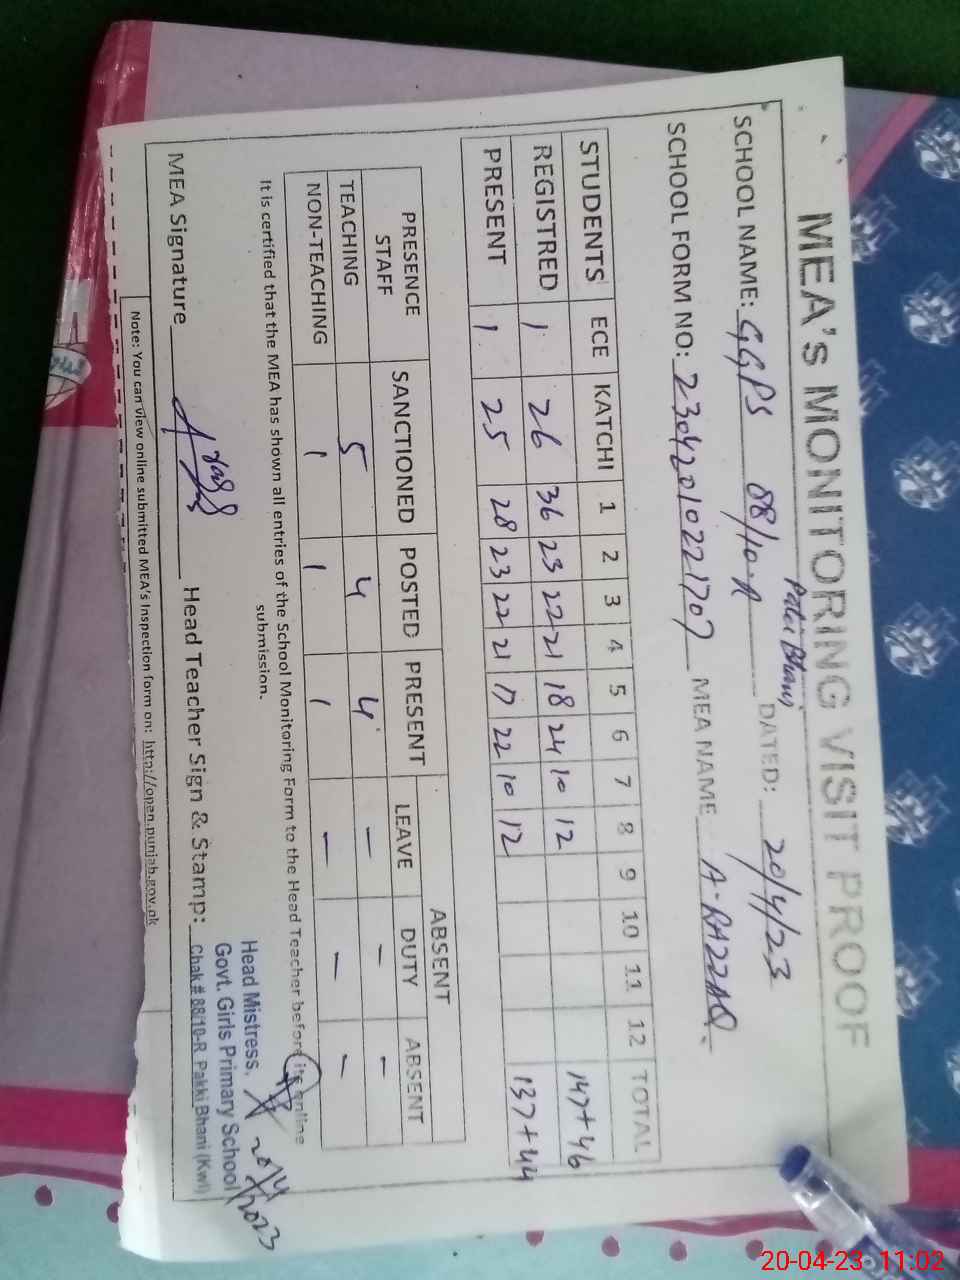 MEA's MONITORING VISIT PROOF
SCHOOL NAME: GGPS 88/10-R Pakki Bhani DATED: 20/4/23
SCHOOL FORM NO: 2304201022170? MEA NAME A-RAZZAQ.
STUDENTS ECE KATCHI 1 2 3 4 5 6 7 8 9 10 11 12 TOTAL
REGISTRED 1 26 36 23 22 21 18 24 10 12 147+46
PRESENT 1 25 28 23 22 21 17 22 10 12 137+44
PRESENCE STAFF SANCTIONED POSTED PRESENT ABSENT
LEAVE DUTY ABSENT
TEACHING 5 4 4 – – –
NON-TEACHING 1 1 1 – – –
It is certified that the MEA has shown all entries of the School Monitoring Form to the Head Teacher before its online
submission.
MEA Signature Head Teacher Sign & Stamp:
Head Mistress.
Govt. Girls Primary School
Chak # 88/10-R Pakki Bhani (Kwl)
20/4/2023
Note: You can view online submitted MEA's Inspection form on: http://open.punjab.gov.pk
20-04-23 11:02